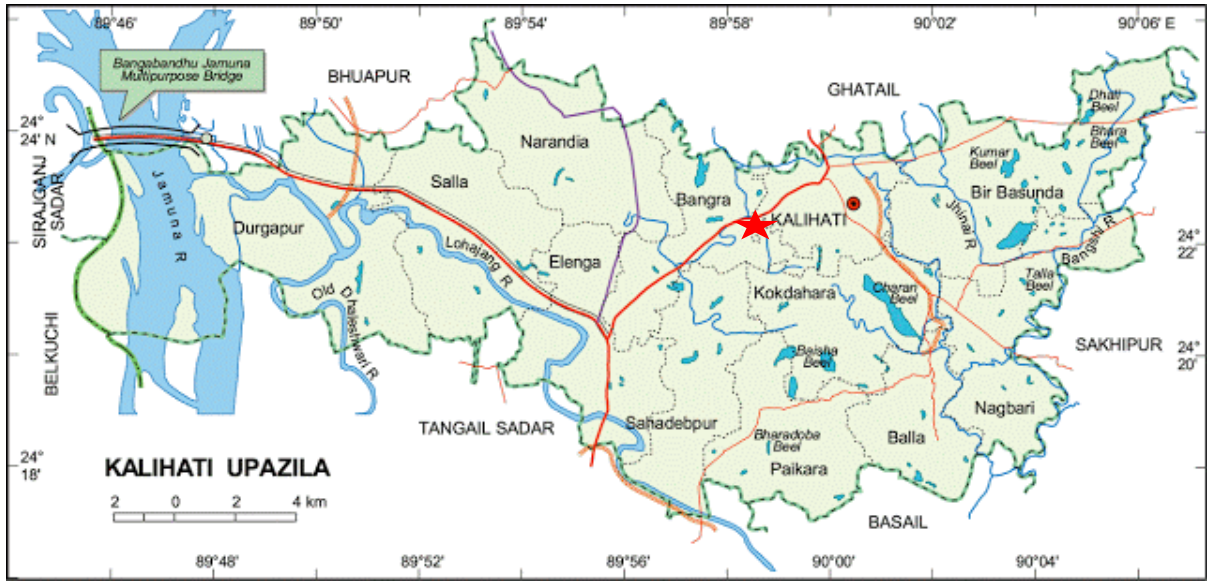 89°46'
89°50'
89°54'
89°58'
90°02'
90°06' E
Bangabandhu Jamuna
Multipurpose Bridge
BHUAPUR
GHATAIL
Dhali
Beel
24°
24' N
24°
24'
Bhara
Beel
Narandia
Kumar
Beel
SIRAJGANJ
SADAR
Jamuna R
Salla
Bangra
Bir Basunda
Durgapur
KALIHATI
Jhinai R
Bangshi R
24°
22'
Lohajang R
Elenga
Talla
Beel
Old Dhaleshwari R
Kokdahara
Charan
Beel
BELKUCHI
SAKHIPUR
24°
20'
Baisha
Beel
Nagbari
TANGAIL SADAR
Sahadebpur
Bharadoba
Beel
Balla
Paikara
24°
18'
KALIHATI UPAZILA
2 0 2 4 km
BASAIL
89°48'
89°52'
89°56'
90°00'
90°04'